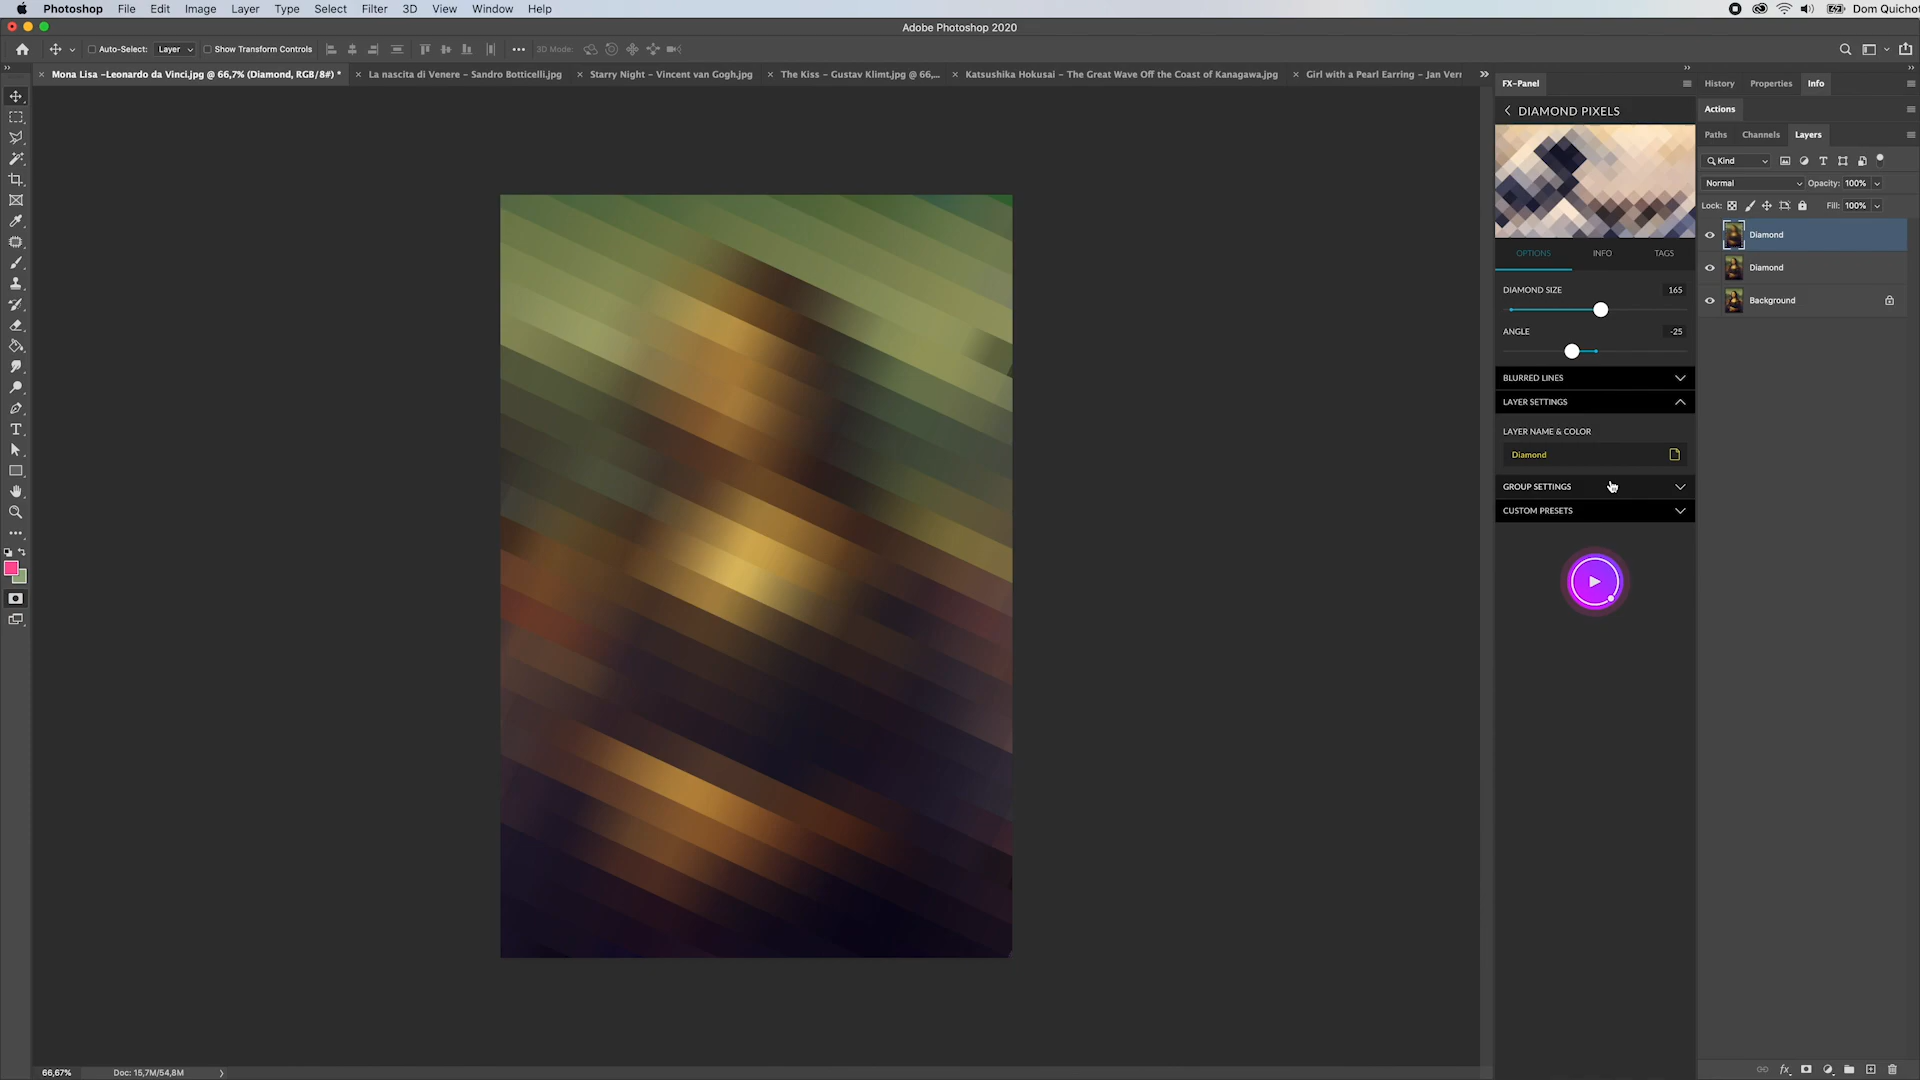 Photoshop File Edit Image Layer Type Select Filter 3D View Window Help Dom Quichot
Adobe Photoshop 2020
Auto-Select: Layer Show Transform Controls 3D Mode:
Mona Lisa -Leonardo da Vinci.jpg @ 66,7% (Diamond, RGB/8#) * La nascita di Venere - Sandro Botticelli.jpg Starry Night - Vincent van Gogh.jpg The Kiss - Gustav Klimt.jpg @ 66,... Katsushika Hokusai - The Great Wave Off the Coast of Kanagawa.jpg Girl with a Pearl Earring - Jan Verr
FX-Panel
DIAMOND PIXELS
OPTIONS INFO TAGS
DIAMOND SIZE 165
ANGLE -25
BLURRED LINES
LAYER SETTINGS
LAYER NAME & COLOR
Diamond
GROUP SETTINGS
CUSTOM PRESETS
History Properties Info
Actions
Paths Channels Layers
Kind
Normal Opacity: 100%
Lock: Fill: 100%
Diamond
Diamond
Background
fx
66,67% Doc: 15,7M/54,8M